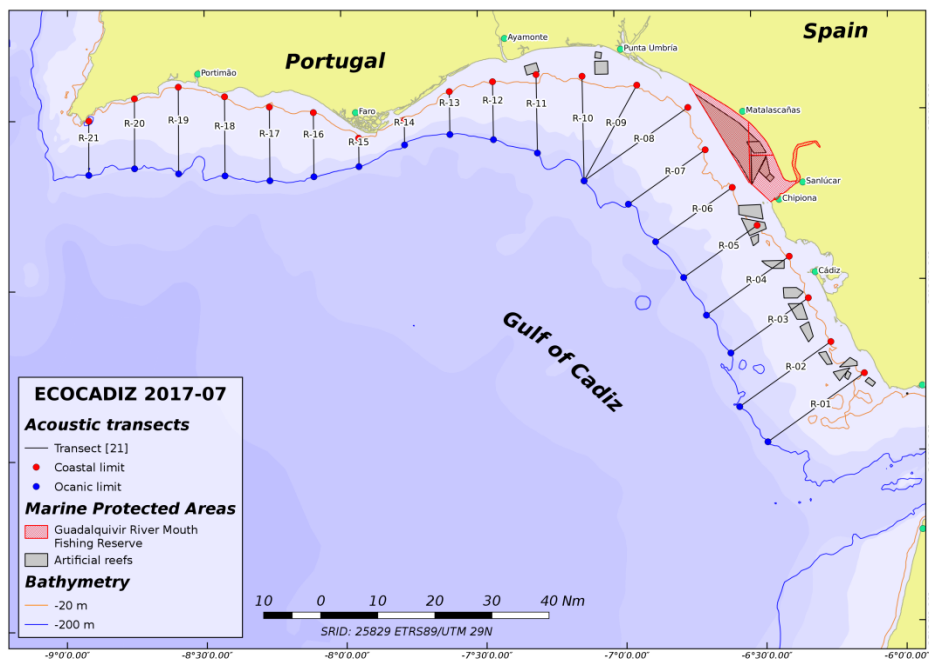 Spain
Portugal
Ayamonte
Punta Umbría
Portimão
Faro
Matalascañas
Sanlúcar
Chipiona
Cádiz
R-21
R-20
R-19
R-18
R-17
R-16
R-15
R-14
R-13
R-12
R-11
R-10
R-09
R-08
R-07
R-06
R-05
R-04
R-03
R-02
R-01
Gulf of Cadiz
ECOCADIZ 2017-07
Acoustic transects
Transect [21]
Coastal limit
Ocanic limit
Marine Protected Areas
Guadalquivir River Mouth
Fishing Reserve
Artificial reefs
Bathymetry
-20 m
-200 m
10 0 10 20 30 40 Nm
SRID: 25829 ETRS89/UTM 29N
-9°0'0.00" -8°30'0.00" -8°0'0.00" -7°30'0.00" -7°0'0.00" -6°30'0.00" -6°0'0.00"